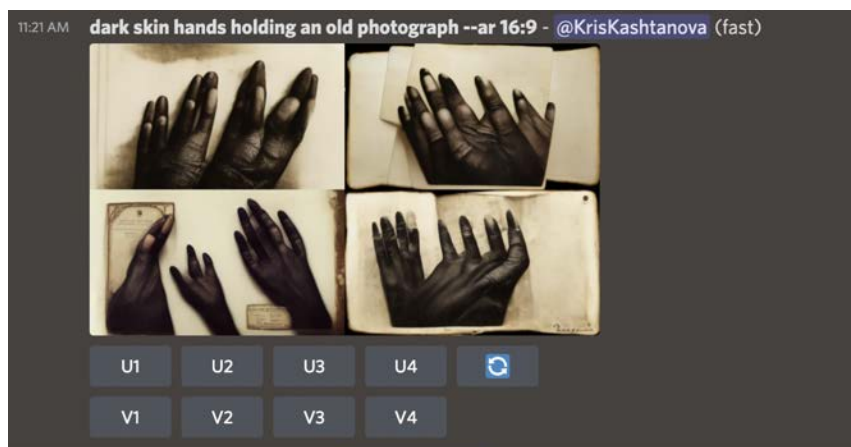 11:21 AM dark skin hands holding an old photograph --ar 16:9 - @KrisKashtanova (fast)
U1 U2 U3 U4
V1 V2 V3 V4